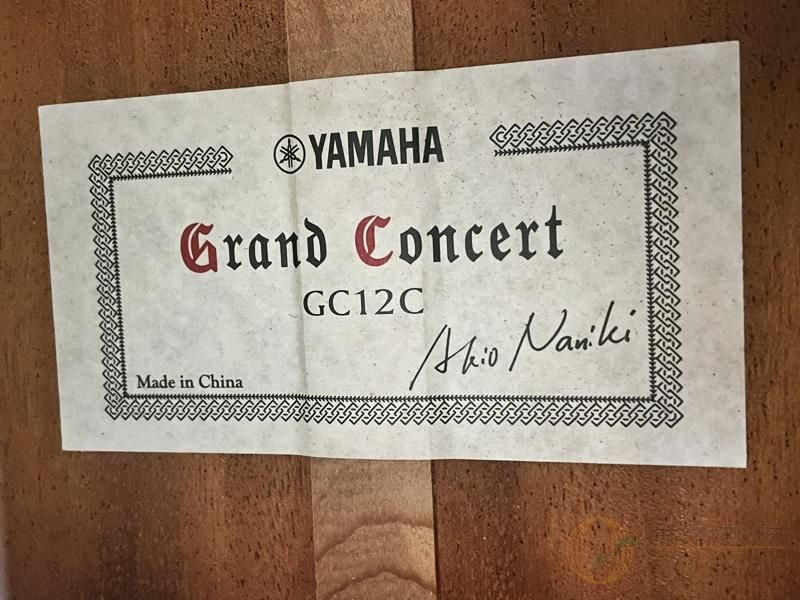 YAMAHA
Grand Concert
GC12C
Akio Naniki
Made in China